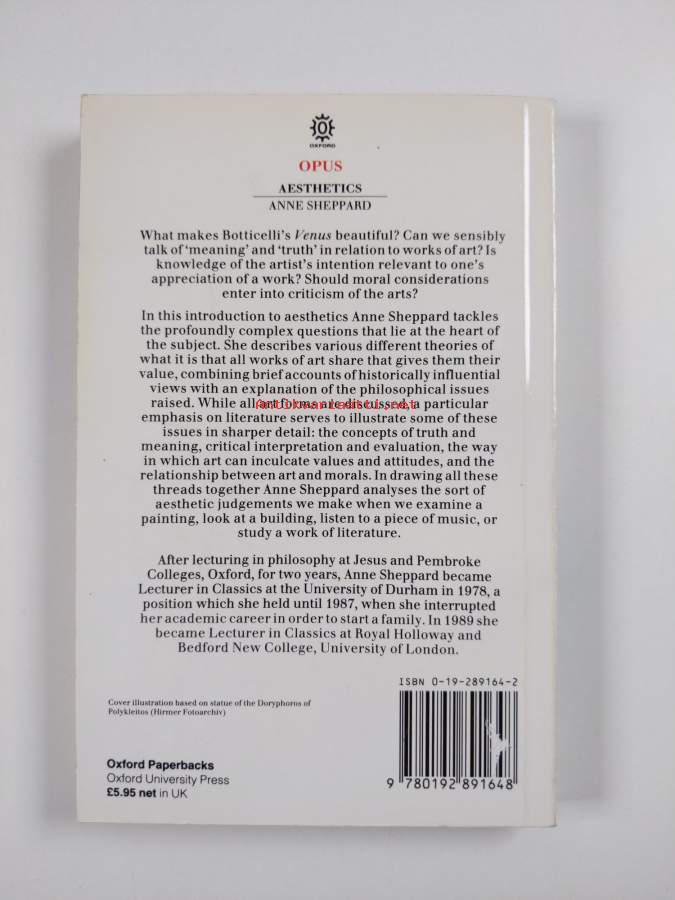 O
OXFORD
OPUS
AESTHETICS
ANNE SHEPPARD
What makes Botticelli's Venus beautiful? Can we sensibly
talk of 'meaning' and 'truth' in relation to works of art? Is
knowledge of the artist's intention relevant to one's
appreciation of a work? Should moral considerations
enter into criticism of the arts?
In this introduction to aesthetics Anne Sheppard tackles
the profoundly complex questions that lie at the heart of
the subject. She describes various different theories of
what it is that all works of art share that gives them their
value, combining brief accounts of historically influential
views with an explanation of the philosophical issues
raised. While all art forms are discussed, a particular
Antikvariaatti.net
emphasis on literature serves to illustrate some of these
issues in sharper detail: the concepts of truth and
meaning, critical interpretation and evaluation, the way
in which art can inculcate values and attitudes, and the
relationship between art and morals. In drawing all these
threads together Anne Sheppard analyses the sort of
aesthetic judgements we make when we examine a
painting, look at a building, listen to a piece of music, or
study a work of literature.
After lecturing in philosophy at Jesus and Pembroke
Colleges, Oxford, for two years, Anne Sheppard became
Lecturer in Classics at the University of Durham in 1978, a
position which she held until 1987, when she interrupted
her academic career in order to start a family. In 1989 she
became Lecturer in Classics at Royal Holloway and
Bedford New College, University of London.
ISBN 0-19-289164-2
Cover illustration based on statue of the Doryphoros of
Polykleitos (Hirmer Fotoarchiv)
Oxford Paperbacks
Oxford University Press
£5.95 net in UK
9 780192 891648